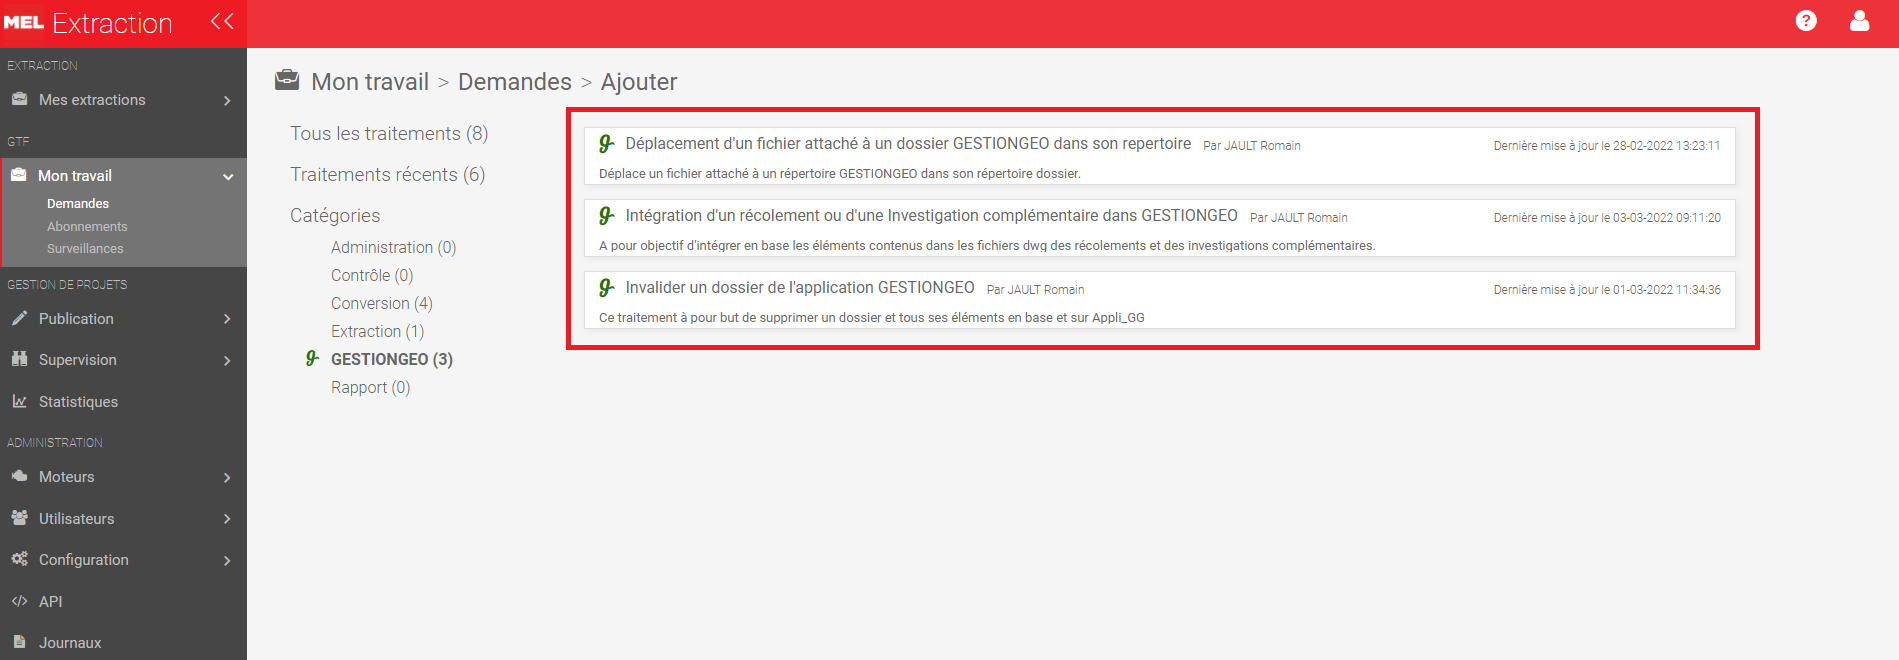 MEL Extraction
EXTRACTION
Mes extractions
GTF
Mon travail
Demandes
Abonnements
Surveillances
GESTION DE PROJETS
Publication
Supervision
Statistiques
ADMINISTRATION
Moteurs
Utilisateurs
Configuration
API
Journaux
Mon travail > Demandes > Ajouter
Tous les traitements (8)
Traitements récents (6)
Catégories
Administration (0)
Contrôle (0)
Conversion (4)
Extraction (1)
GESTIONGEO (3)
Rapport (0)
Déplacement d'un fichier attaché à un dossier GESTIONGEO dans son repertoire Par JAULT Romain Dernière mise à jour le 28-02-2022 13:23:11
Déplace un fichier attaché à un répertoire GESTIONGEO dans son répertoire dossier.
Intégration d'un récolement ou d'une Investigation complémentaire dans GESTIONGEO Par JAULT Romain Dernière mise à jour le 03-03-2022 09:11:20
A pour objectif d'intégrer en base les éléments contenus dans les fichiers dwg des récolements et des investigations complémentaires.
Invalider un dossier de l'application GESTIONGEO Par JAULT Romain Dernière mise à jour le 01-03-2022 11:34:36
Ce traitement à pour but de supprimer un dossier et tous ses éléments en base et sur Appli_GG